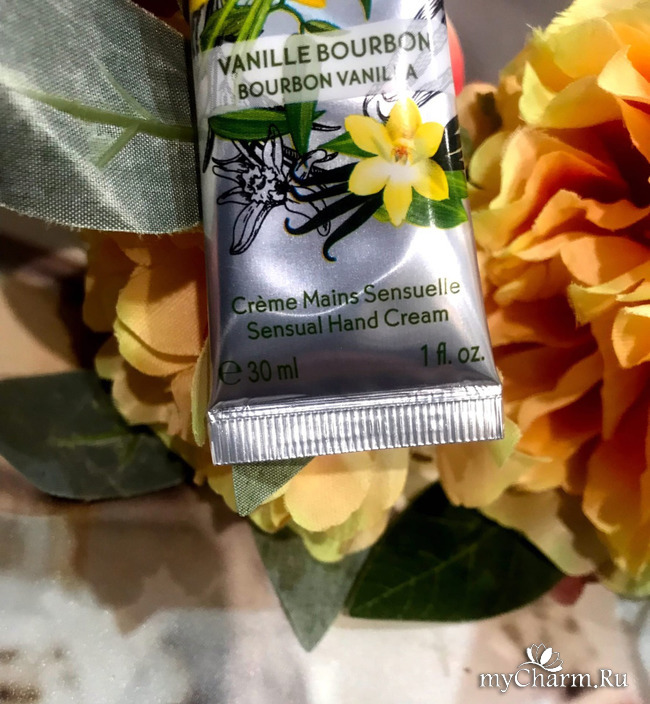 VANILLE BOURBON
BOURBON VANILLA
Crème Mains Sensuelle
Sensual Hand Cream
℮ 30 ml 1 fl. oz.
myCharm.Ru